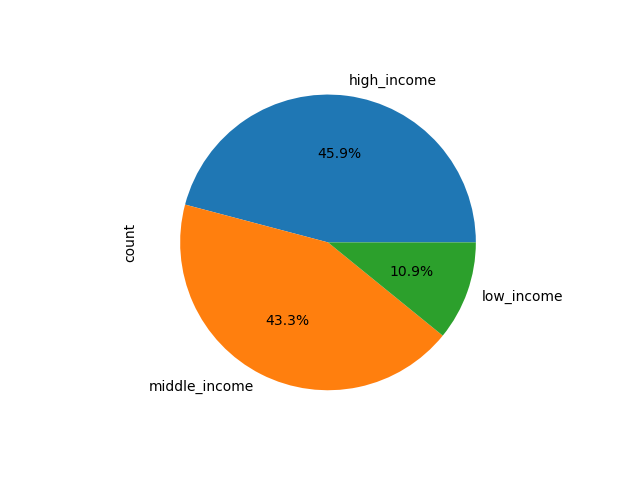 high_income
45.9%
count
10.9%
low_income
43.3%
middle_income